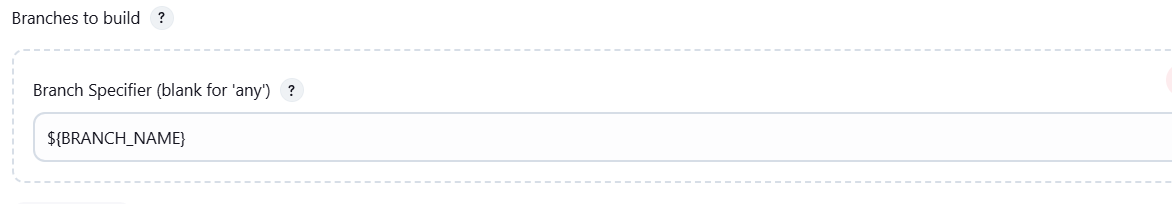 Branches to build ?
Branch Specifier (blank for 'any') ?
${BRANCH_NAME}